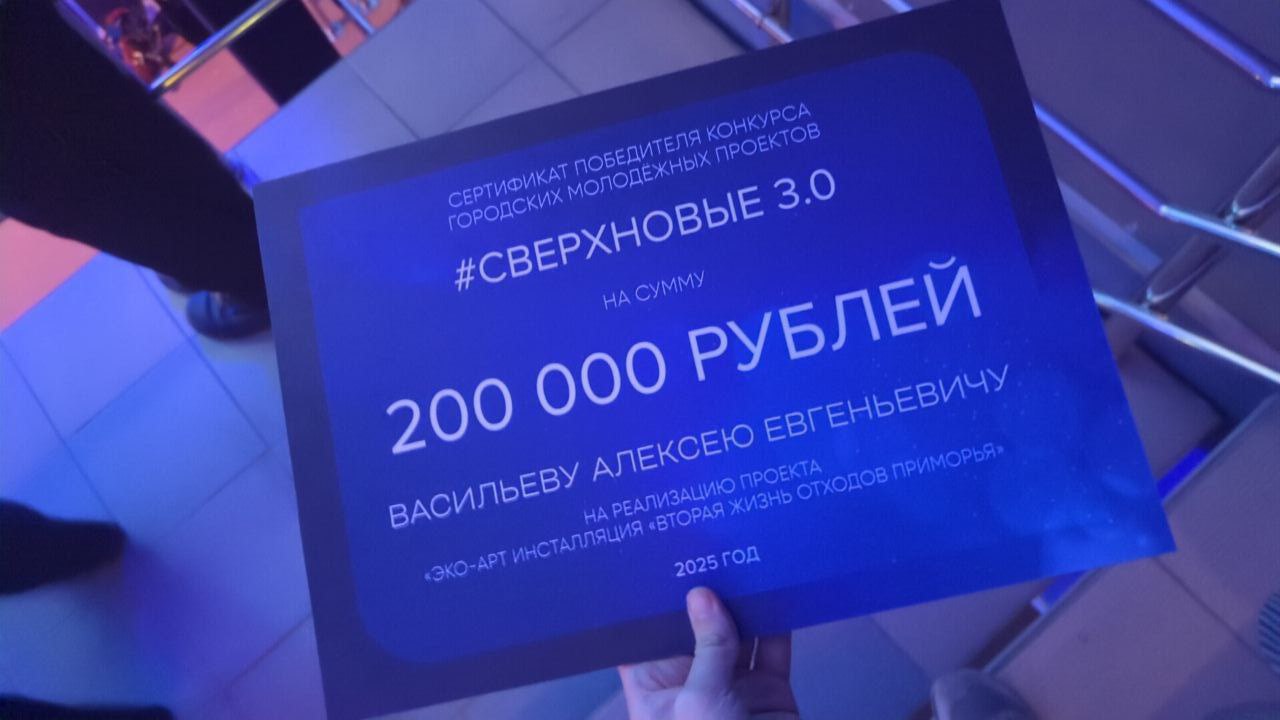 СЕРТИФИКАТ ПОБЕДИТЕЛЯ КОНКУРСА
ГОРОДСКИХ МОЛОДЁЖНЫХ ПРОЕКТОВ
#СВЕРХНОВЫЕ 3.0
НА СУММУ
200 000 РУБЛЕЙ
ВАСИЛЬЕВУ АЛЕКСЕЮ ЕВГЕНЬЕВИЧУ
НА РЕАЛИЗАЦИЮ ПРОЕКТА
«ЭКО-АРТ ИНСТАЛЛЯЦИЯ «ВТОРАЯ ЖИЗНЬ ОТХОДОВ ПРИМОРЬЯ»
2025 ГОД